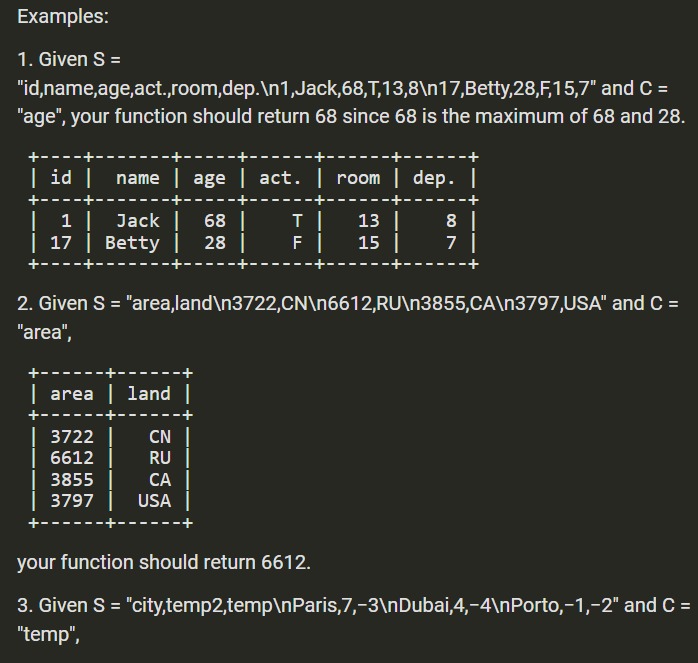 Examples:
1. Given S =
"id,name,age,act.,room,dep.\n1,Jack,68,T,13,8\n17,Betty,28,F,15,7" and C =
"age", your function should return 68 since 68 is the maximum of 68 and 28.
+----+-------+-----+------+------+------+
| id |  name | age | act. | room | dep. |
+----+-------+-----+------+------+------+
|  1 |  Jack |  68 |    T |   13 |    8 |
| 17 | Betty |  28 |    F |   15 |    7 |
+----+-------+-----+------+------+------+
2. Given S = "area,land\n3722,CN\n6612,RU\n3855,CA\n3797,USA" and C =
"area",
+------+------+
| area | land |
+------+------+
| 3722 |   CN |
| 6612 |   RU |
| 3855 |   CA |
| 3797 |  USA |
+------+------+
your function should return 6612.
3. Given S = "city,temp2,temp\nParis,7,−3\nDubai,4,−4\nPorto,−1,−2" and C =
"temp",